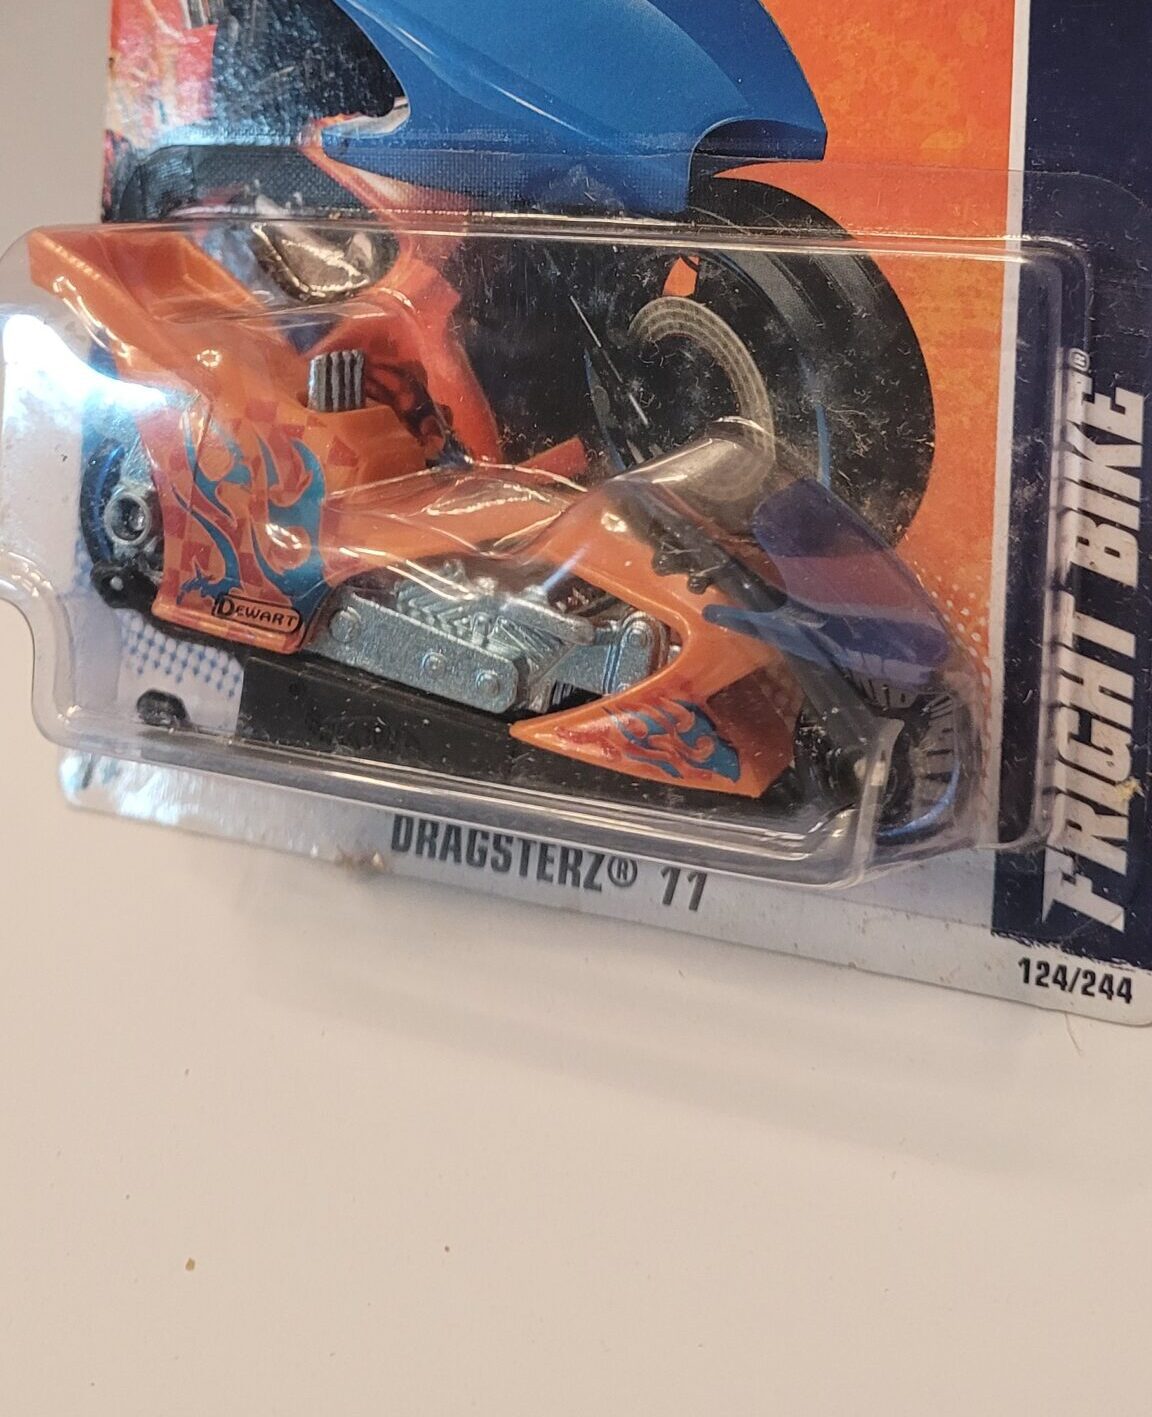 DEWART
DRAGSTERZ® 11
FRIGHT BIKE®
124/244